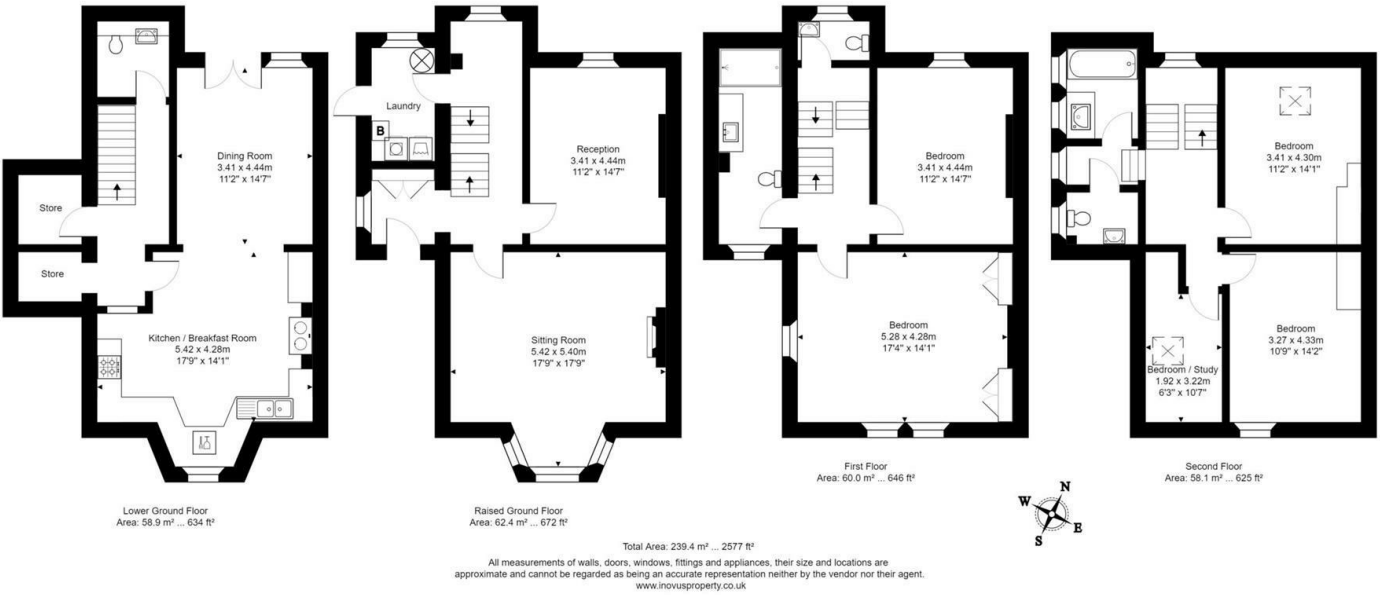 Dining Room
3.41 x 4.44m
11'2" x 14'7"
Store
Store
Kitchen / Breakfast Room
5.42 x 4.28m
17'9" x 14'1"
Lower Ground Floor
Area: 58.9 m² ... 634 ft²
Laundry
B
Reception
3.41 x 4.44m
11'2" x 14'7"
Sitting Room
5.42 x 5.40m
17'9" x 17'9"
Raised Ground Floor
Area: 62.4 m² ... 672 ft²
Bedroom
3.41 x 4.44m
11'2" x 14'7"
Bedroom
5.28 x 4.28m
17'4" x 14'1"
First Floor
Area: 60.0 m² ... 646 ft²
Bedroom
3.41 x 4.30m
11'2" x 14'1"
Bedroom
3.27 x 4.33m
10'9" x 14'2"
Bedroom / Study
1.92 x 3.22m
6'3" x 10'7"
Second Floor
Area: 58.1 m² ... 625 ft²
N
W
E
S
Total Area: 239.4 m² ... 2577 ft²
All measurements of walls, doors, windows, fittings and appliances, their size and locations are
approximate and cannot be regarded as being an accurate representation neither by the vendor nor their agent.
www.inovusproperty.co.uk